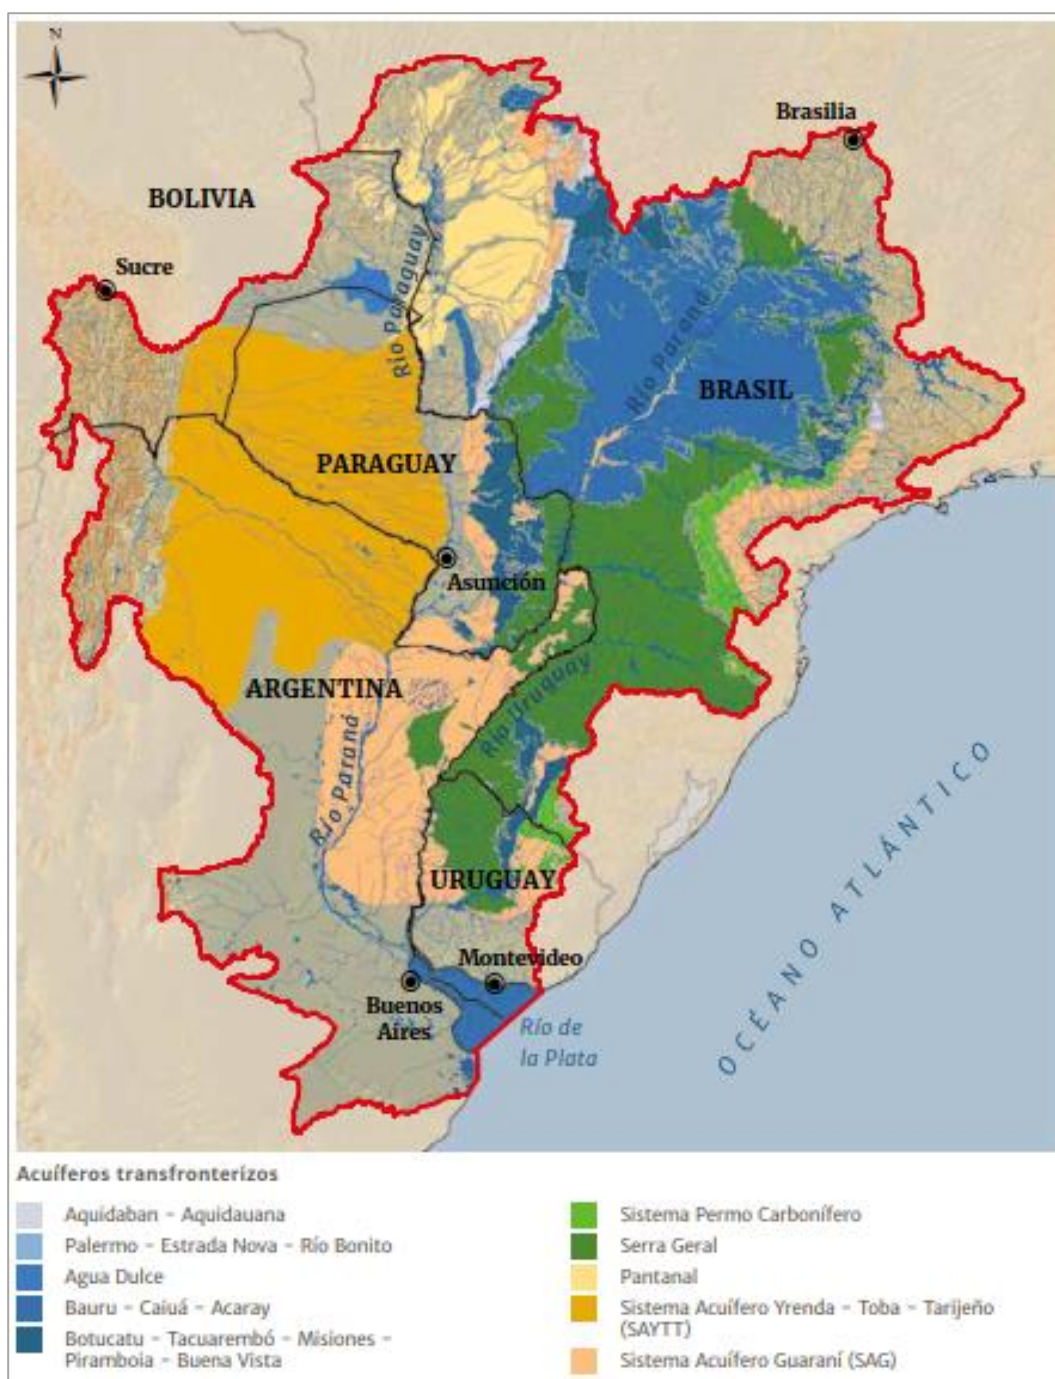 N
Brasilia
BOLIVIA
Sucre
Río Paraguay
Río Paraná
BRASIL
PARAGUAY
Asunción
ARGENTINA
Río Uruguay
Río Paraná
URUGUAY
OCÉANO ATLÁNTICO
Montevideo
Buenos
Aires
Río de
la Plata
Acuíferos transfronterizos
Aquidaban – Aquidauana
Palermo – Estrada Nova – Río Bonito
Agua Dulce
Bauru – Caiuá – Acaray
Botucatu – Tacuarembó – Misiones –
Piramboia – Buena Vista
Sistema Permo Carbonífero
Serra Geral
Pantanal
Sistema Acuífero Yrenda – Toba – Tarijeño
(SAYTT)
Sistema Acuífero Guaraní (SAG)